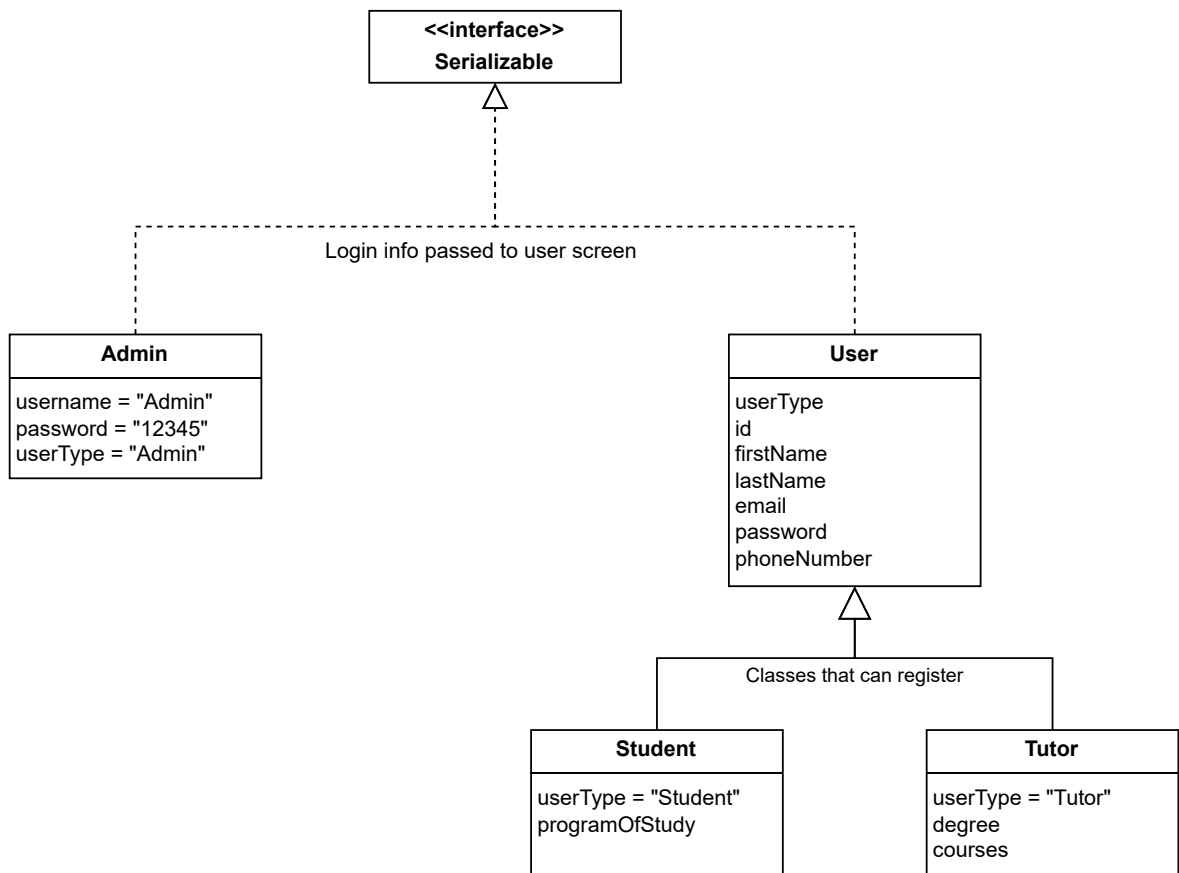 <<interface>>
Serializable
Login info passed to user screen
Admin
username = "Admin"
password = "12345"
userType = "Admin"
User
userType
id
firstName
lastName
email
password
phoneNumber
Classes that can register
Student
userType = "Student"
programOfStudy
Tutor
userType = "Tutor"
degree
courses